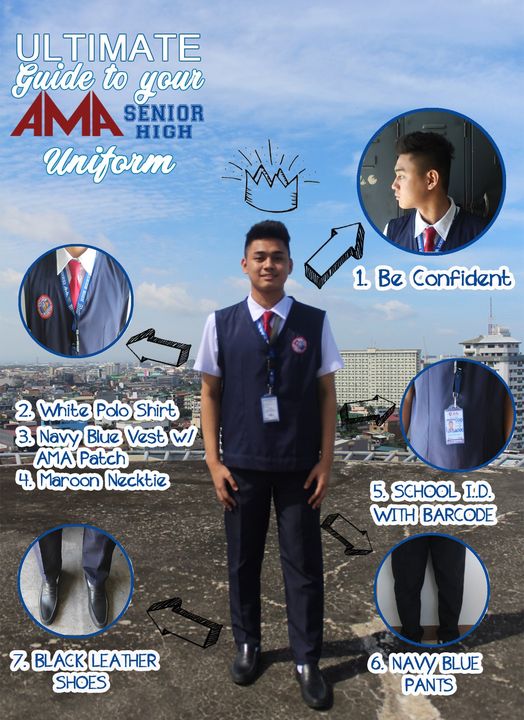 ULTIMATE
Guide to your
AMA SENIOR
HIGH
Uniform
1. Be Confident
2. White Polo Shirt
3. Navy Blue Vest w/
AMA Patch
4. Maroon Necktie
5. SCHOOL I.D.
WITH BARCODE
6. NAVY BLUE
PANTS
7. BLACK LEATHER
SHOES